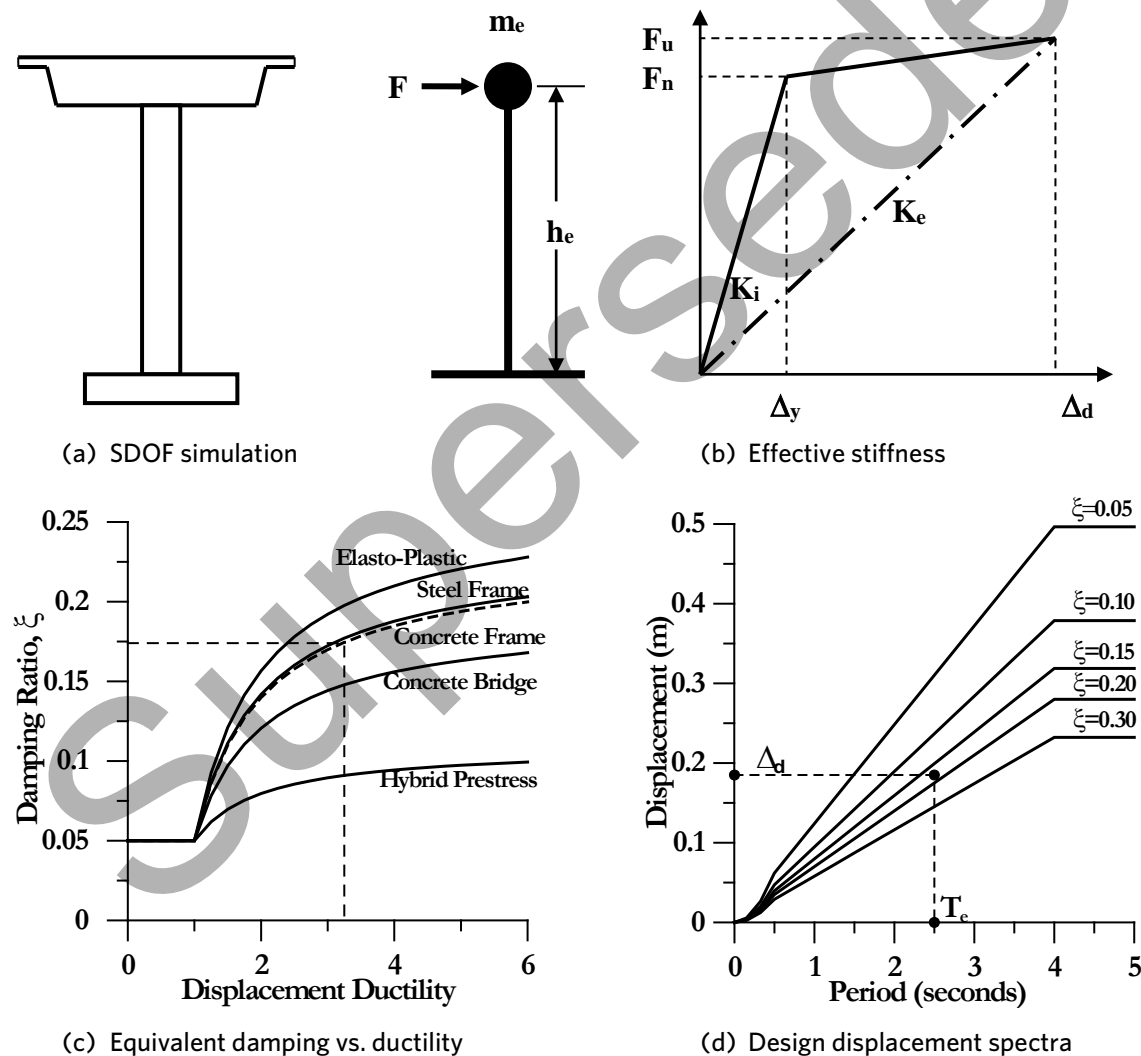 mₑ
F
hₑ
(a) SDOF simulation
Fᵤ
Fₙ
Kₑ
Kᵢ
Δy
Δd
(b) Effective stiffness
0.25
0.2
0.15
0.1
0.05
0
Damping Ratio, ξ
Elasto-Plastic
Steel Frame
Concrete Frame
Concrete Bridge
Hybrid Prestress
0 2 4 6
Displacement Ductility
(c) Equivalent damping vs. ductility
0.5
0.4
0.3
0.2
0.1
0
Displacement (m)
ξ=0.05
ξ=0.10
ξ=0.15
ξ=0.20
ξ=0.30
Δd
Tₑ
0 1 2 3 4 5
Period (seconds)
(d) Design displacement spectra
Supersede